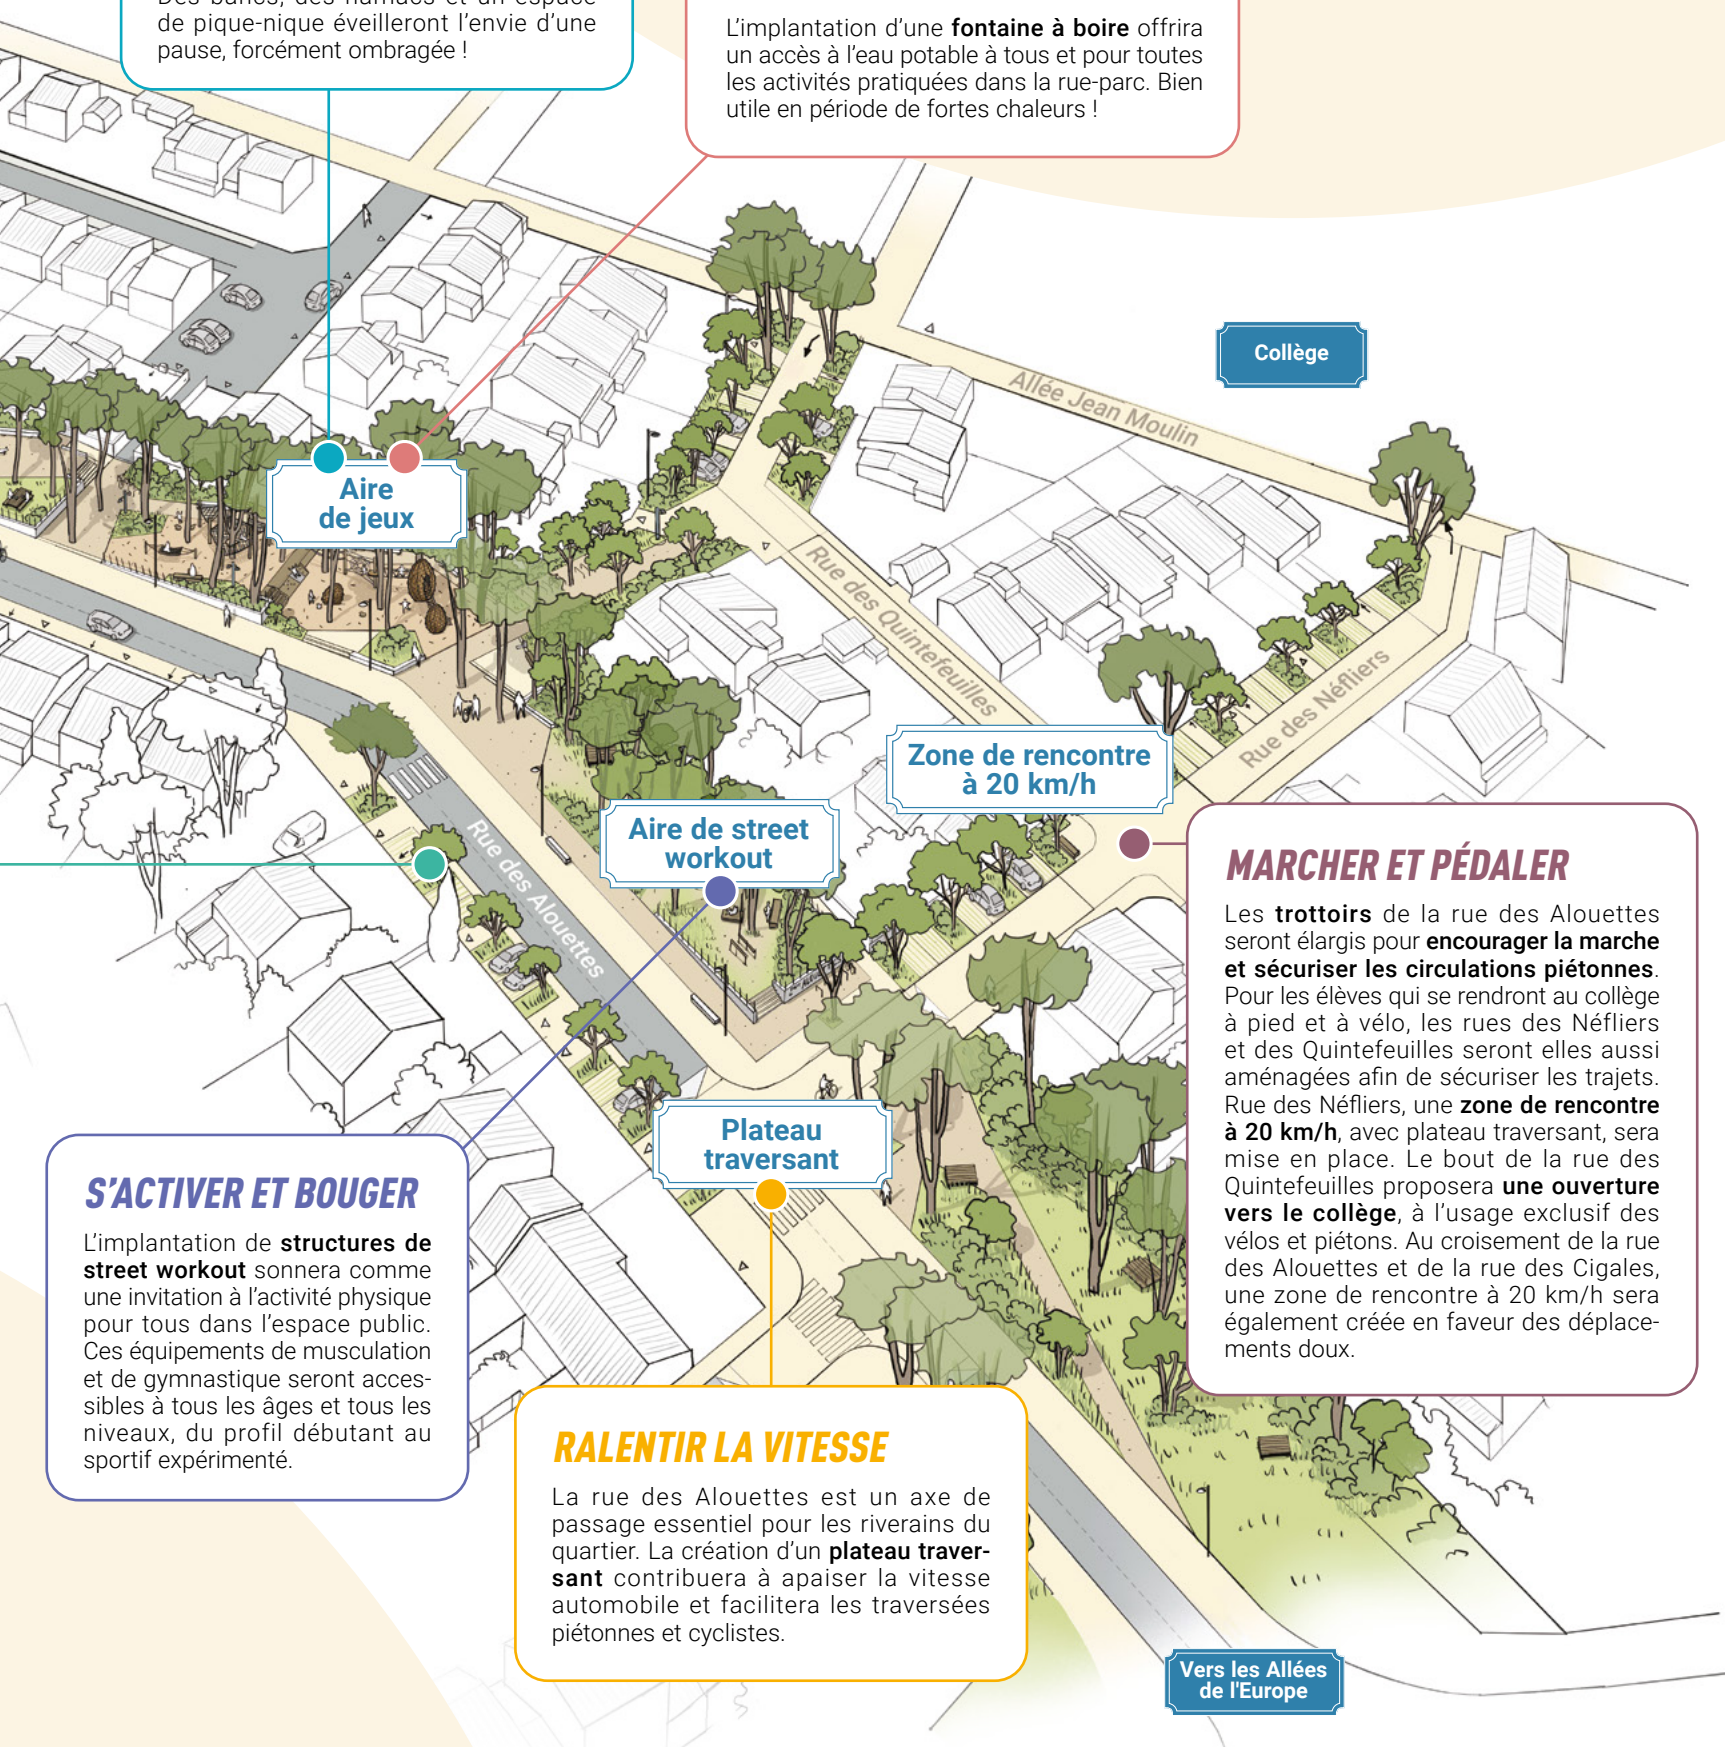 Des bancs, des hamacs et un espace
de pique-nique éveilleront l'envie d'une
pause, forcément ombragée !
L'implantation d'une fontaine à boire offrira
un accès à l'eau potable à tous et pour toutes
les activités pratiquées dans la rue-parc. Bien
utile en période de fortes chaleurs !
Collège
Allée Jean Moulin
Aire
de jeux
Rue des Quintefeuilles
Rue des Néfliers
Zone de rencontre
à 20 km/h
Aire de street
workout
Rue des Alouettes
MARCHER ET PÉDALER
Les trottoirs de la rue des Alouettes
seront élargis pour encourager la marche
et sécuriser les circulations piétonnes.
Pour les élèves qui se rendront au collège
à pied et à vélo, les rues des Néfliers
et des Quintefeuilles seront elles aussi
aménagées afin de sécuriser les trajets.
Rue des Néfliers, une zone de rencontre
à 20 km/h, avec plateau traversant, sera
mise en place. Le bout de la rue des
Quintefeuilles proposera une ouverture
vers le collège, à l'usage exclusif des
vélos et piétons. Au croisement de la rue
des Alouettes et de la rue des Cigales,
une zone de rencontre à 20 km/h sera
également créée en faveur des déplace-
ments doux.
Plateau
traversant
S'ACTIVER ET BOUGER
L'implantation de structures de
street workout sonnera comme
une invitation à l'activité physique
pour tous dans l'espace public.
Ces équipements de musculation
et de gymnastique seront acces-
sibles à tous les âges et tous les
niveaux, du profil débutant au
sportif expérimenté.
RALENTIR LA VITESSE
La rue des Alouettes est un axe de
passage essentiel pour les riverains du
quartier. La création d'un plateau traver-
sant contribuera à apaiser la vitesse
automobile et facilitera les traversées
piétonnes et cyclistes.
Vers les Allées
de l'Europe